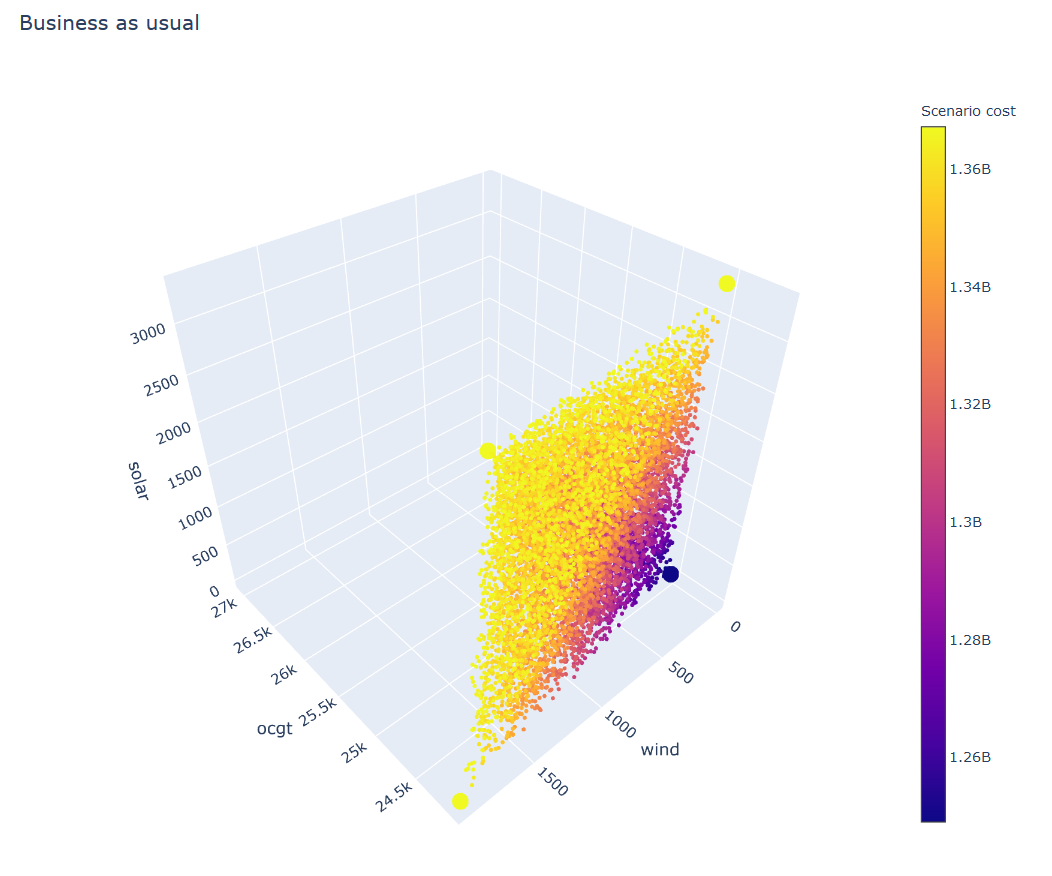 Business as usual
Scenario cost
1.36B
1.34B
1.32B
1.3B
1.28B
1.26B
3000
2500
2000
1500
1000
500
0
solar
27k
26.5k
26k
25.5k
25k
24.5k
ocgt
0
500
1000
1500
wind